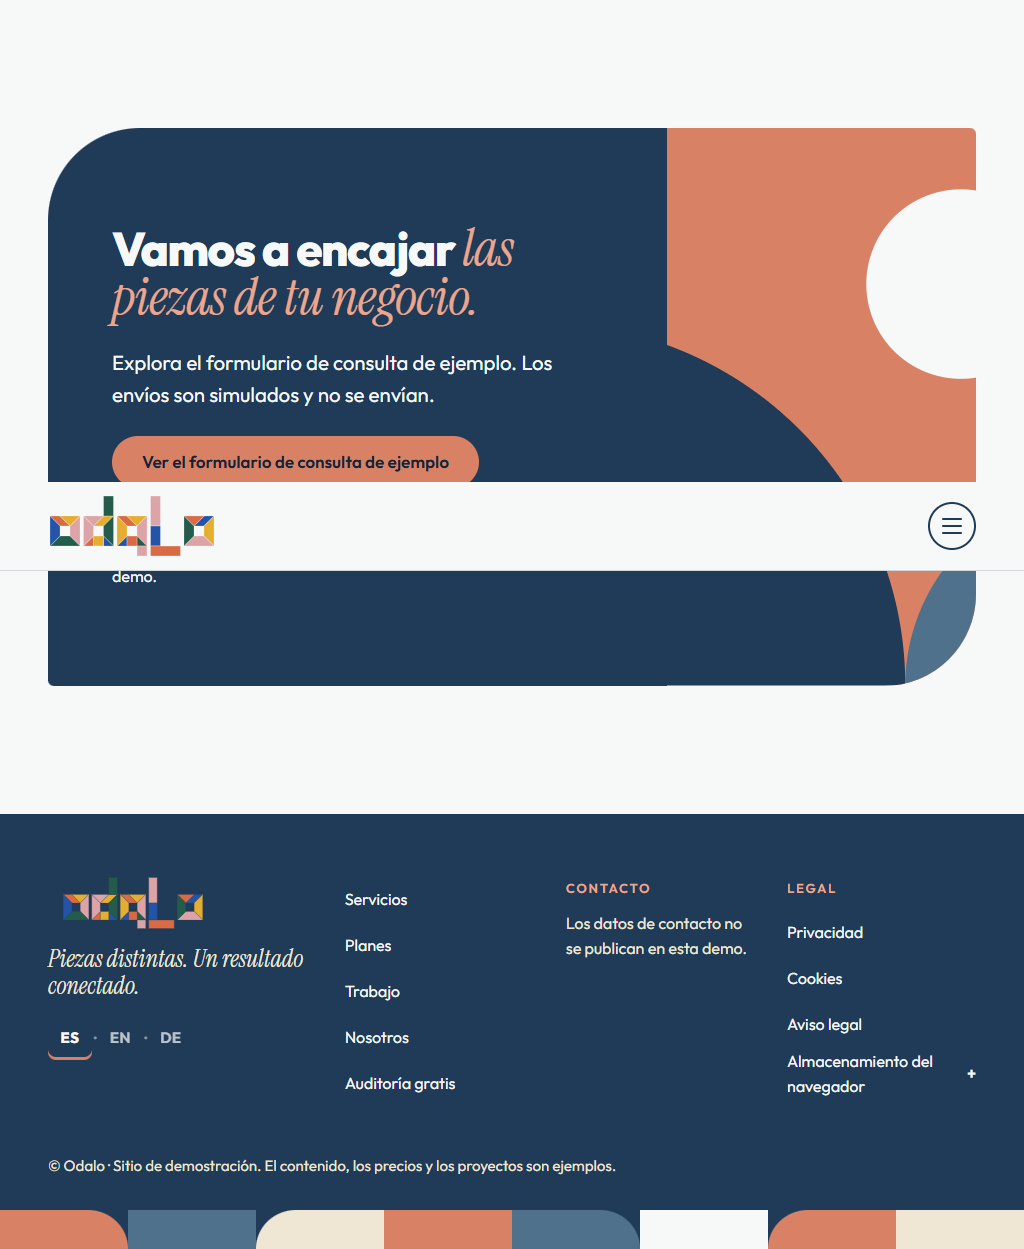 Vamos a encajar las
piezas de tu negocio.
Explora el formulario de consulta de ejemplo. Los
envíos son simulados y no se envían.
Ver el formulario de consulta de ejemplo
odaLo
demo.
odaLo
Piezas distintas. Un resultado
conectado.
ES · EN · DE
Servicios
Planes
Trabajo
Nosotros
Auditoría gratis
CONTACTO
Los datos de contacto no
se publican en esta demo.
LEGAL
Privacidad
Cookies
Aviso legal
Almacenamiento del
navegador +
© Odalo · Sitio de demostración. El contenido, los precios y los proyectos son ejemplos.